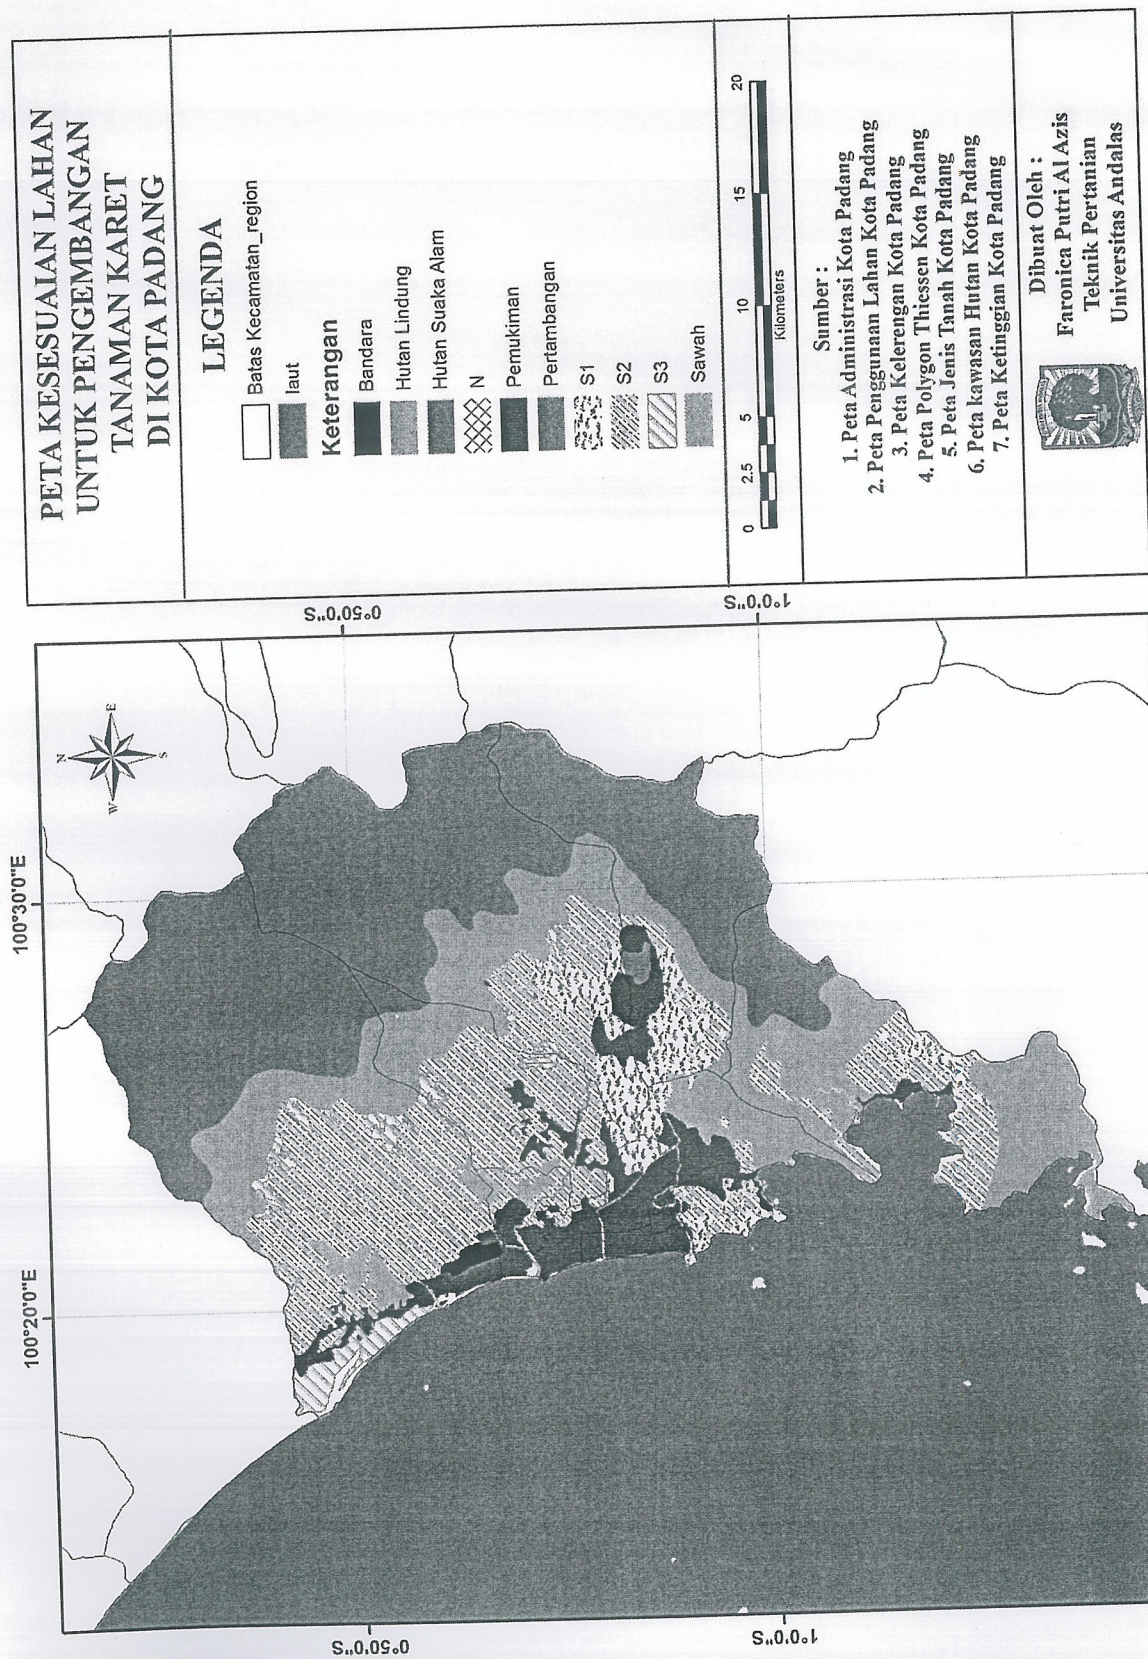 PETA KESESUAIAN LAHAN
UNTUK PENGEMBANGAN
TANAMAN KARET
DI KOTA PADANG
LEGENDA
Batas Kecamatan_region
laut
Keterangan
Bandara
Hutan Lindung
Hutan Suaka Alam
N
Pemukiman
Pertambangan
S1
S2
S3
Sawah
0 2.5 5 10 15 20
Kilometers
Sumber :
1. Peta Administrasi Kota Padang
2. Peta Penggunaan Lahan Kota Padang
3. Peta Kelerengan Kota Padang
4. Peta Polygon Thiessen Kota Padang
5. Peta Jenis Tanah Kota Padang
6. Peta kawasan Hutan Kota Padang
7. Peta Ketinggian Kota Padang
Dibuat Oleh :
Faronica Putri Al Azis
Teknik Pertanian
Universitas Andalas
100°20'0"E
100°30'0"E
N
W
E
S
0°50'0"S
1°0'0"S
0°50'0"S
1°0'0"S